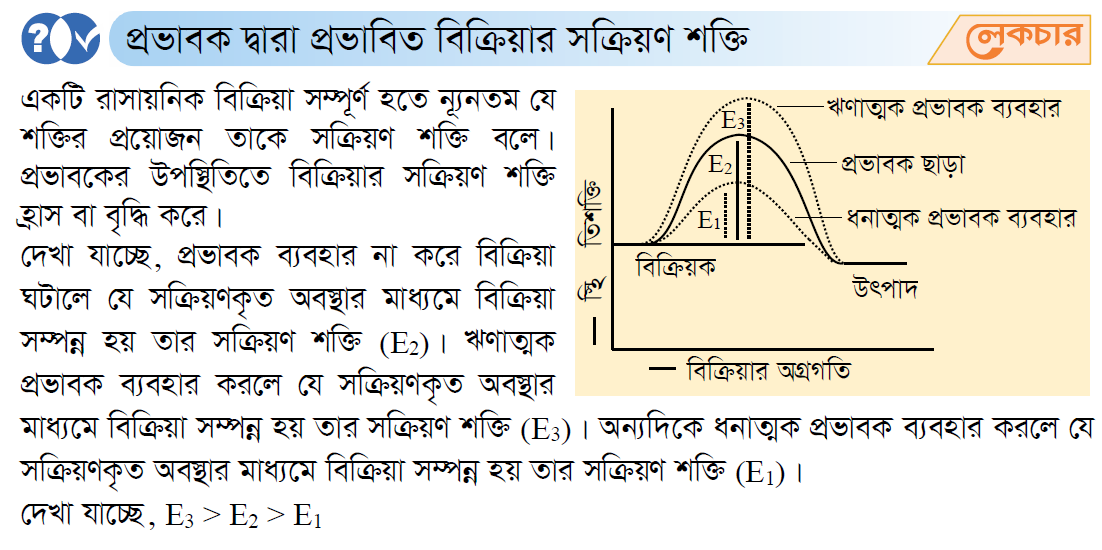 প্রভাবক দ্বারা প্রভাবিত বিক্রিয়ার সক্রিয়ণ শক্তি
লেকচার
একটি রাসায়নিক বিক্রিয়া সম্পূর্ণ হতে ন্যূনতম যে
শক্তির প্রয়োজন তাকে সক্রিয়ণ শক্তি বলে।
প্রভাবকের উপস্থিতিতে বিক্রিয়ার সক্রিয়ণ শক্তি
হ্রাস বা বৃদ্ধি করে।
দেখা যাচ্ছে, প্রভাবক ব্যবহার না করে বিক্রিয়া
ঘটালে যে সক্রিয়ণকৃত অবস্থার মাধ্যমে বিক্রিয়া
সম্পন্ন হয় তার সক্রিয়ণ শক্তি (E₂)। ঋণাত্মক
প্রভাবক ব্যবহার করলে যে সক্রিয়ণকৃত অবস্থার
মাধ্যমে বিক্রিয়া সম্পন্ন হয় তার সক্রিয়ণ শক্তি (E₃)। অন্যদিকে ধনাত্মক প্রভাবক ব্যবহার করলে যে
সক্রিয়ণকৃত অবস্থার মাধ্যমে বিক্রিয়া সম্পন্ন হয় তার সক্রিয়ণ শক্তি (E₁)।
দেখা যাচ্ছে, E₃ > E₂ > E₁
ঋণাত্মক প্রভাবক ব্যবহার
E₃
প্রভাবক ছাড়া
E₂
ধনাত্মক প্রভাবক ব্যবহার
E₁
স্থিতিশক্তি
বিক্রিয়ক
উৎপাদ
বিক্রিয়ার অগ্রগতি